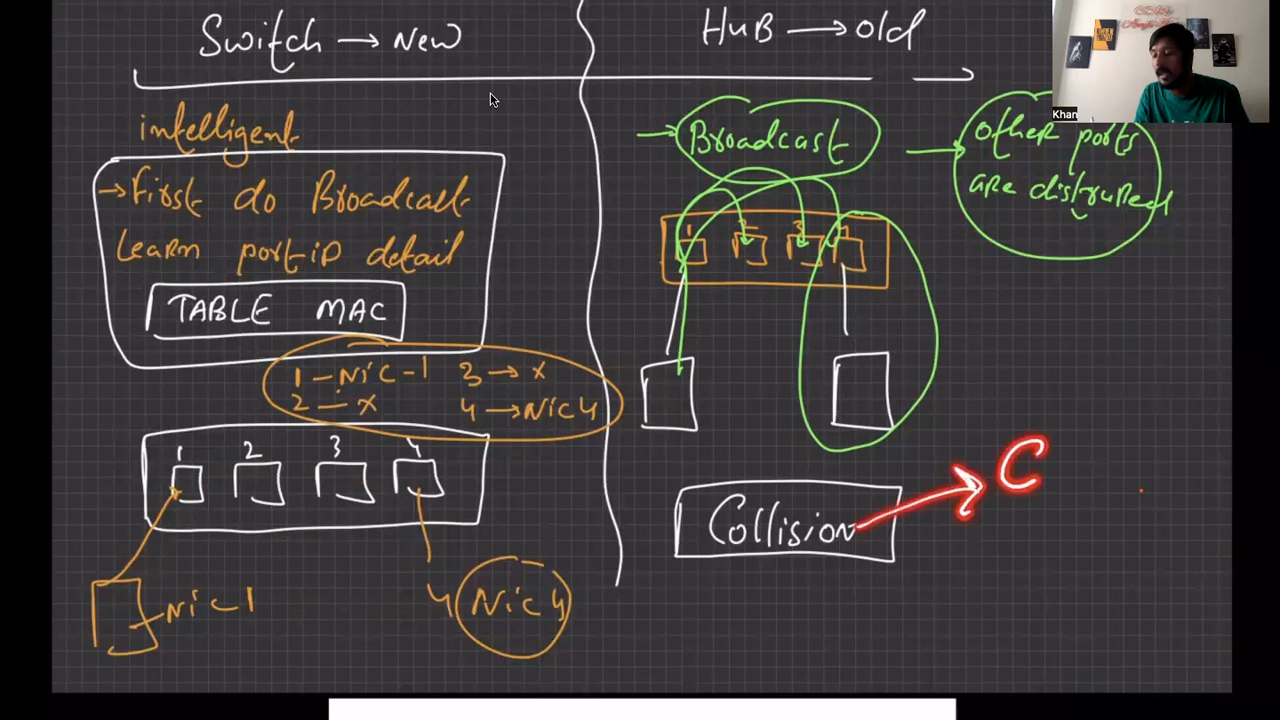 Switch → New
intelligent
→ First do Broadcast
Learn port-iD detail
TABLE MAC
1 - Nic-1 3 → x
2 - x 4 → Nic4
1 2 3 4
Nic-1
4 Nic4
HuB → old
→ Broadcast →
other ports
are
1 2 3 4
Collision → C
Khan